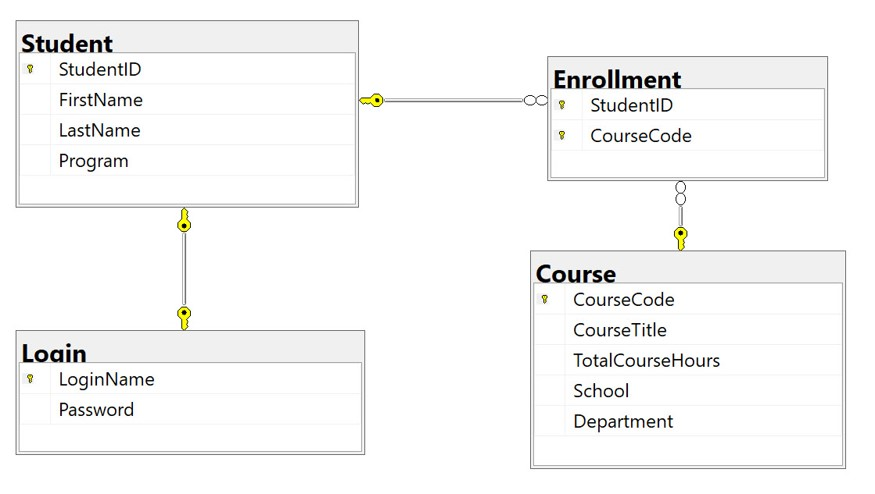 Student
StudentID
FirstName
LastName
Program
Enrollment
StudentID
CourseCode
Login
LoginName
Password
Course
CourseCode
CourseTitle
TotalCourseHours
School
Department